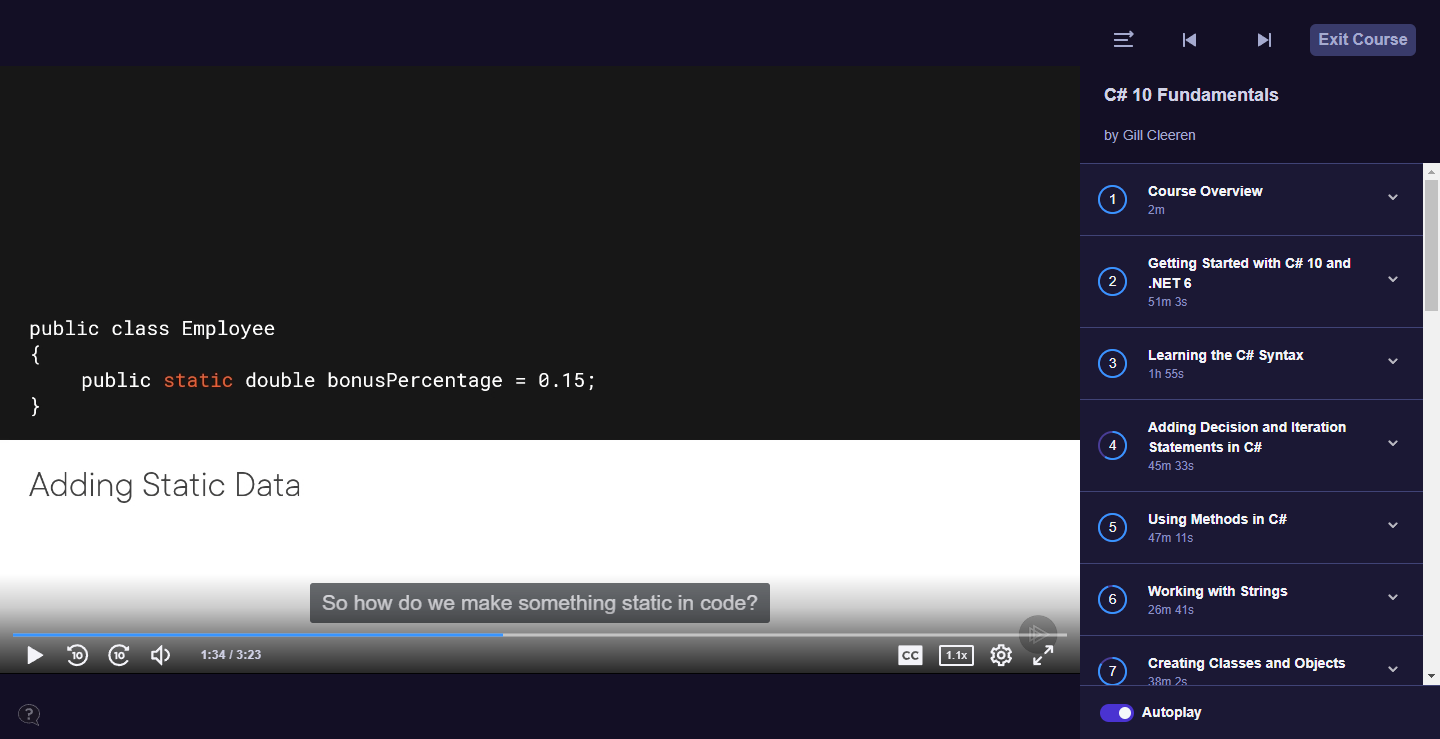 Exit Course
C# 10 Fundamentals
by Gill Cleeren
public class Employee
{
    public static double bonusPercentage = 0.15;
}
Adding Static Data
So how do we make something static in code?
10
10
1:34 / 3:23
CC
1.1x
?
1
Course Overview
2m
2
Getting Started with C# 10 and
.NET 6
51m 3s
3
Learning the C# Syntax
1h 55s
4
Adding Decision and Iteration
Statements in C#
45m 33s
5
Using Methods in C#
47m 11s
6
Working with Strings
26m 41s
7
Creating Classes and Objects
38m 2s
Autoplay